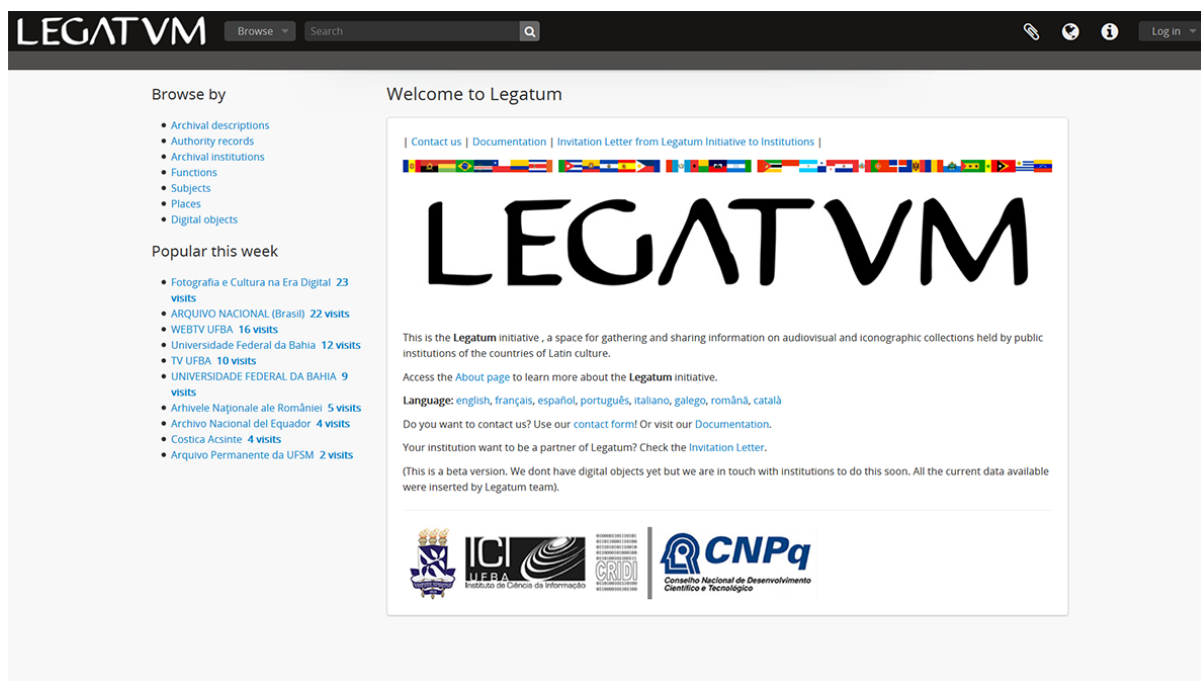 LEGATVM Browse Search Log in
Browse by
Archival descriptions
Authority records
Archival institutions
Functions
Subjects
Places
Digital objects
Popular this week
Fotografia e Cultura na Era Digital 23
visits
ARQUIVO NACIONAL (Brasil) 22 visits
WEBTV UFBA 16 visits
Universidade Federal da Bahia 12 visits
TV UFBA 10 visits
UNIVERSIDADE FEDERAL DA BAHIA 9
visits
Arhivele Naţionale ale României 5 visits
Archivo Nacional del Equador 4 visits
Costica Acsinte 4 visits
Arquivo Permanente da UFSM 2 visits
Welcome to Legatum
| Contact us | Documentation | Invitation Letter from Legatum Initiative to Institutions |
LEGATVM
This is the Legatum initiative , a space for gathering and sharing information on audiovisual and iconographic collections held by public
institutions of the countries of Latin culture.
Access the About page to learn more about the Legatum initiative.
Language: english, français, español, português, italiano, galego, română, català
Do you want to contact us? Use our contact form! Or visit our Documentation.
Your institution want to be a partner of Legatum? Check the Invitation Letter.
(This is a beta version. We dont have digital objects yet but we are in touch with institutions to do this soon. All the current data available
were inserted by Legatum team).
ICI
UFBA
Instituto de Ciência da Informação
CRIDI
CNPq
Conselho Nacional de Desenvolvimento
Científico e Tecnológico